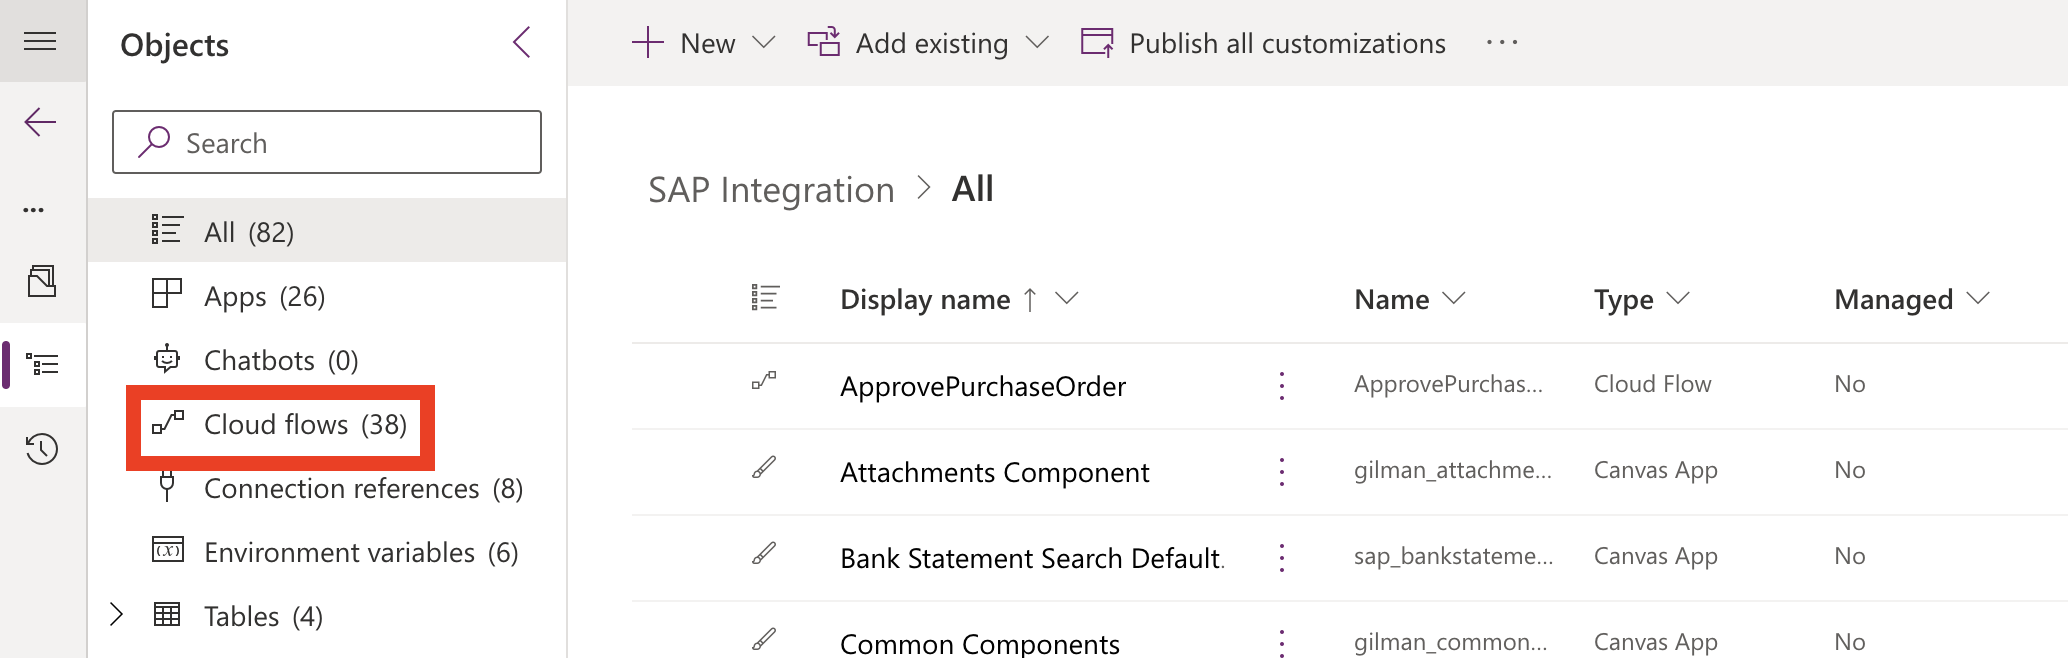 Objects
Search
All (82)
Apps (26)
Chatbots (0)
Cloud flows (38)
Connection references (8)
Environment variables (6)
Tables (4)
New
Add existing
Publish all customizations
SAP Integration > All
Display name ↑ Name Type Managed
ApprovePurchaseOrder ApprovePurchas... Cloud Flow No
Attachments Component gilman_attachme... Canvas App No
Bank Statement Search Default. sap_bankstateme... Canvas App No
Common Components gilman_common... Canvas App No